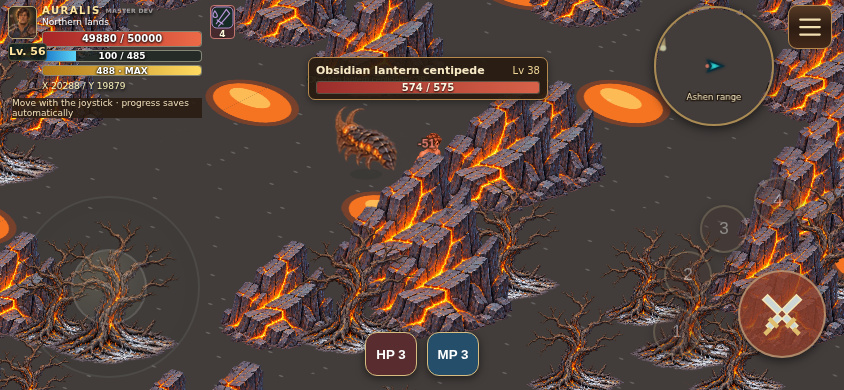 AURALIS MASTER DEV
Northern lands
49880 / 50000
Lv. 56
100 / 485
488 · MAX
X 20288 / Y 19879
Move with the joystick · progress saves
automatically
4
Obsidian lantern centipede Lv 38
574 / 575
-51
Ashen range
4
3
2
1
HP 3
MP 3